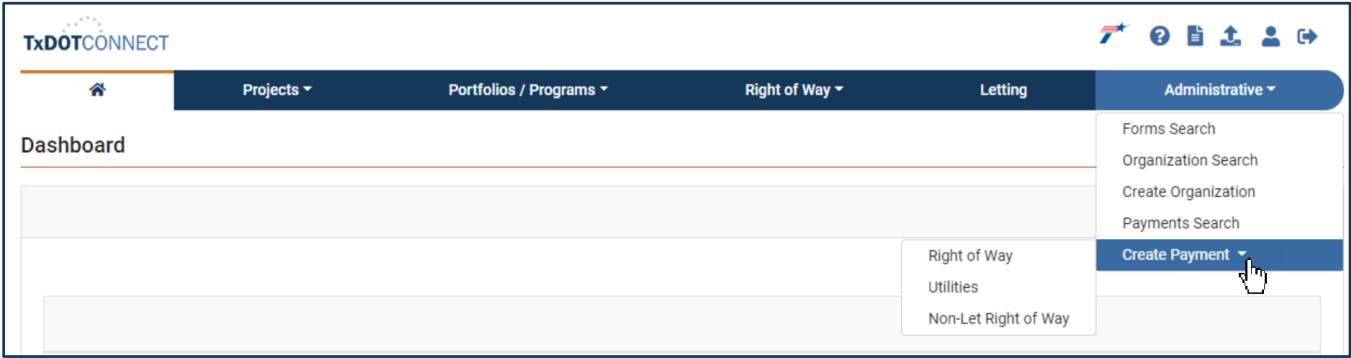 TxDOTCONNECT
Projects
Portfolios / Programs
Right of Way
Letting
Administrative
Dashboard
Forms Search
Organization Search
Create Organization
Payments Search
Create Payment
Right of Way
Utilities
Non-Let Right of Way